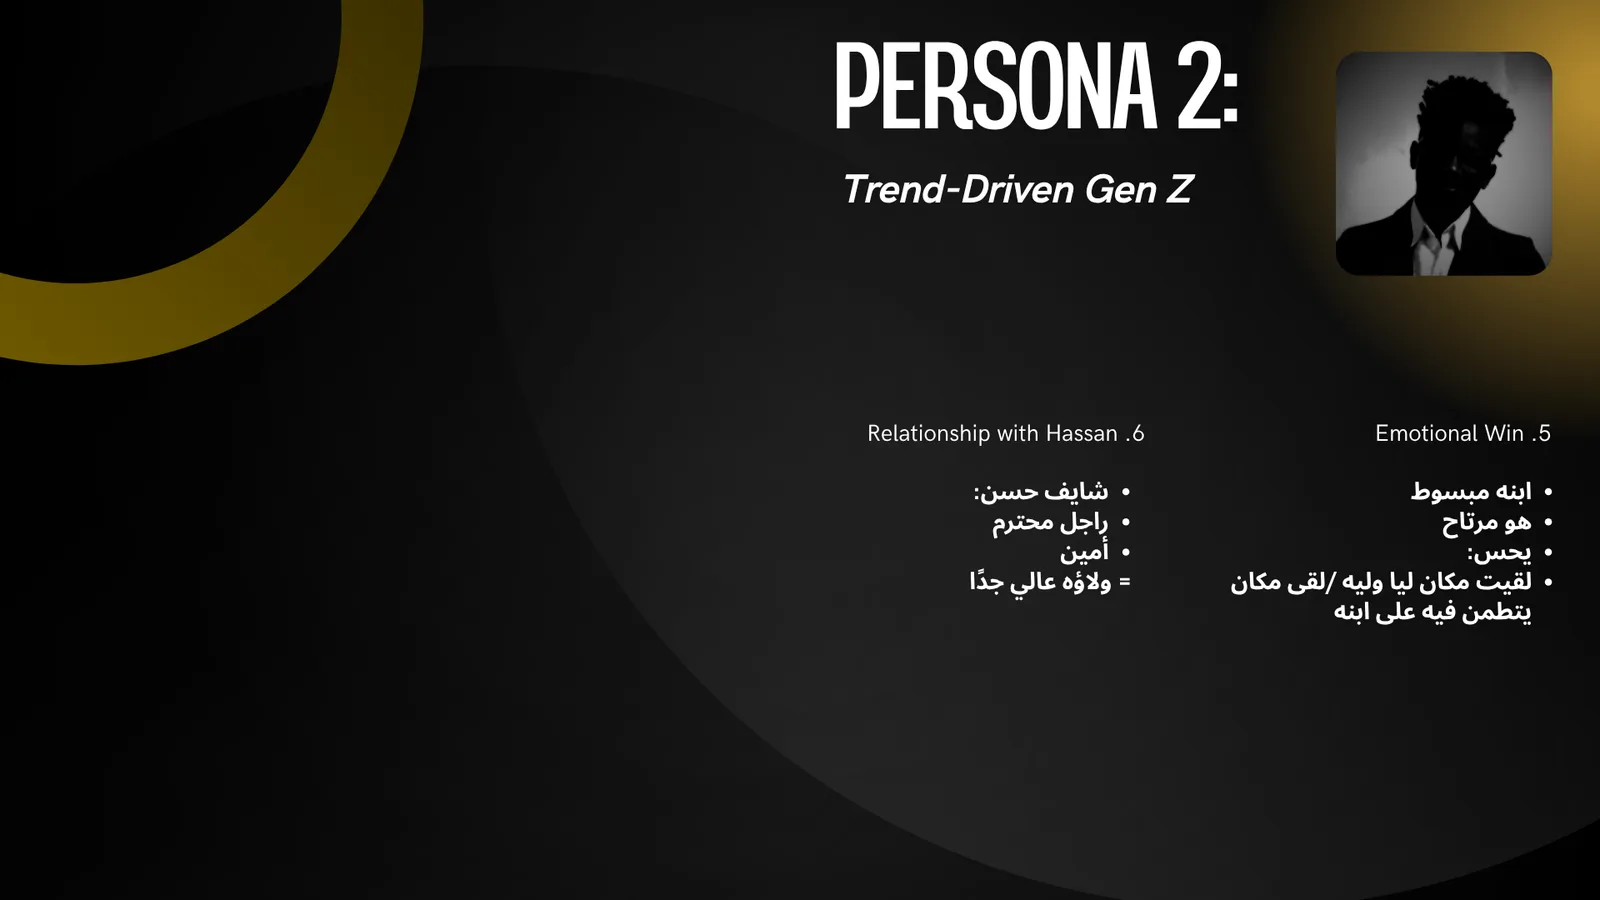 PERSONA 2:
Trend-Driven Gen Z
5. Emotional Win
• ابنه مبسوط
• هو مرتاح
• يحس:
• لقيت مكان ليا وليه /لقى مكان
يتطمن فيه على ابنه
6. Relationship with Hassan
• شايف حسن:
• راجل محترم
• أمين
= ولاؤه عالي جدًا